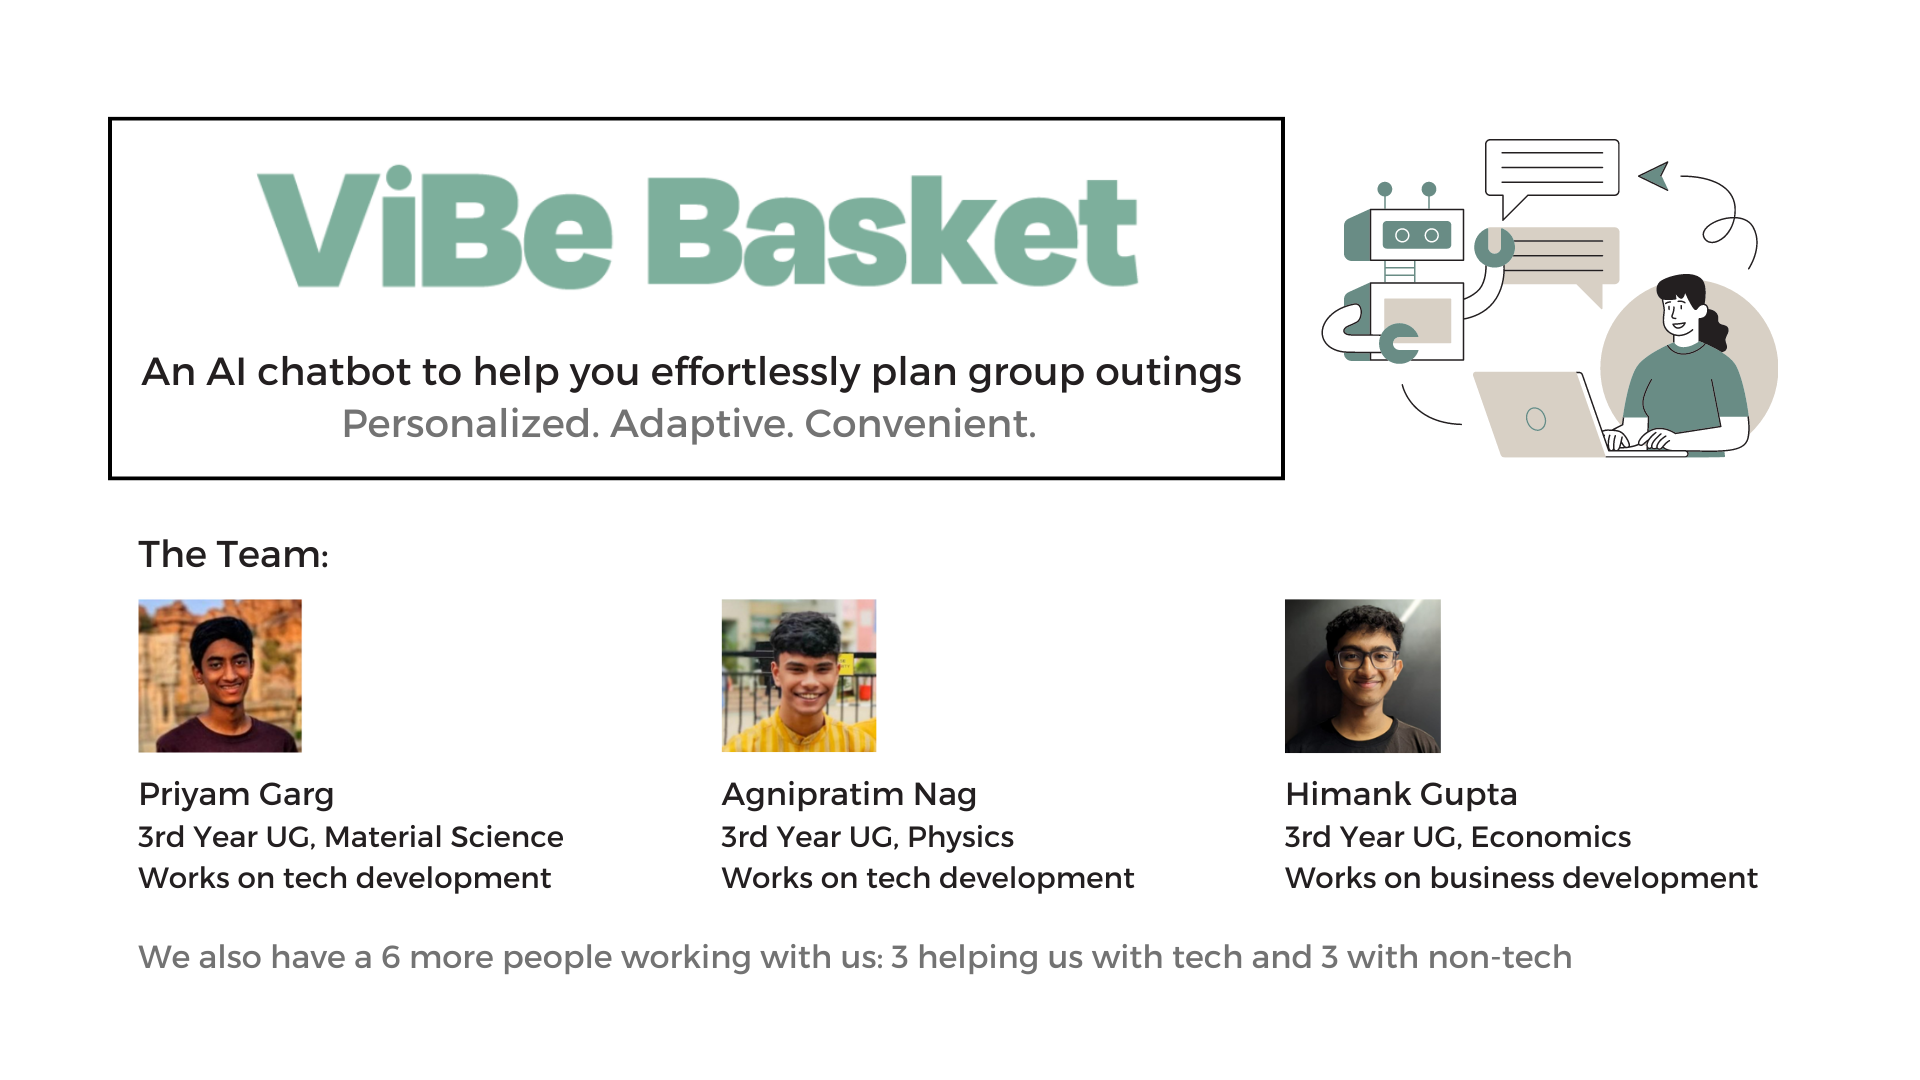 ViBe Basket
An AI chatbot to help you effortlessly plan group outings
Personalized. Adaptive. Convenient.
The Team:
Priyam Garg
3rd Year UG, Material Science
Works on tech development
Agnipratim Nag
3rd Year UG, Physics
Works on tech development
Himank Gupta
3rd Year UG, Economics
Works on business development
We also have a 6 more people working with us: 3 helping us with tech and 3 with non-tech